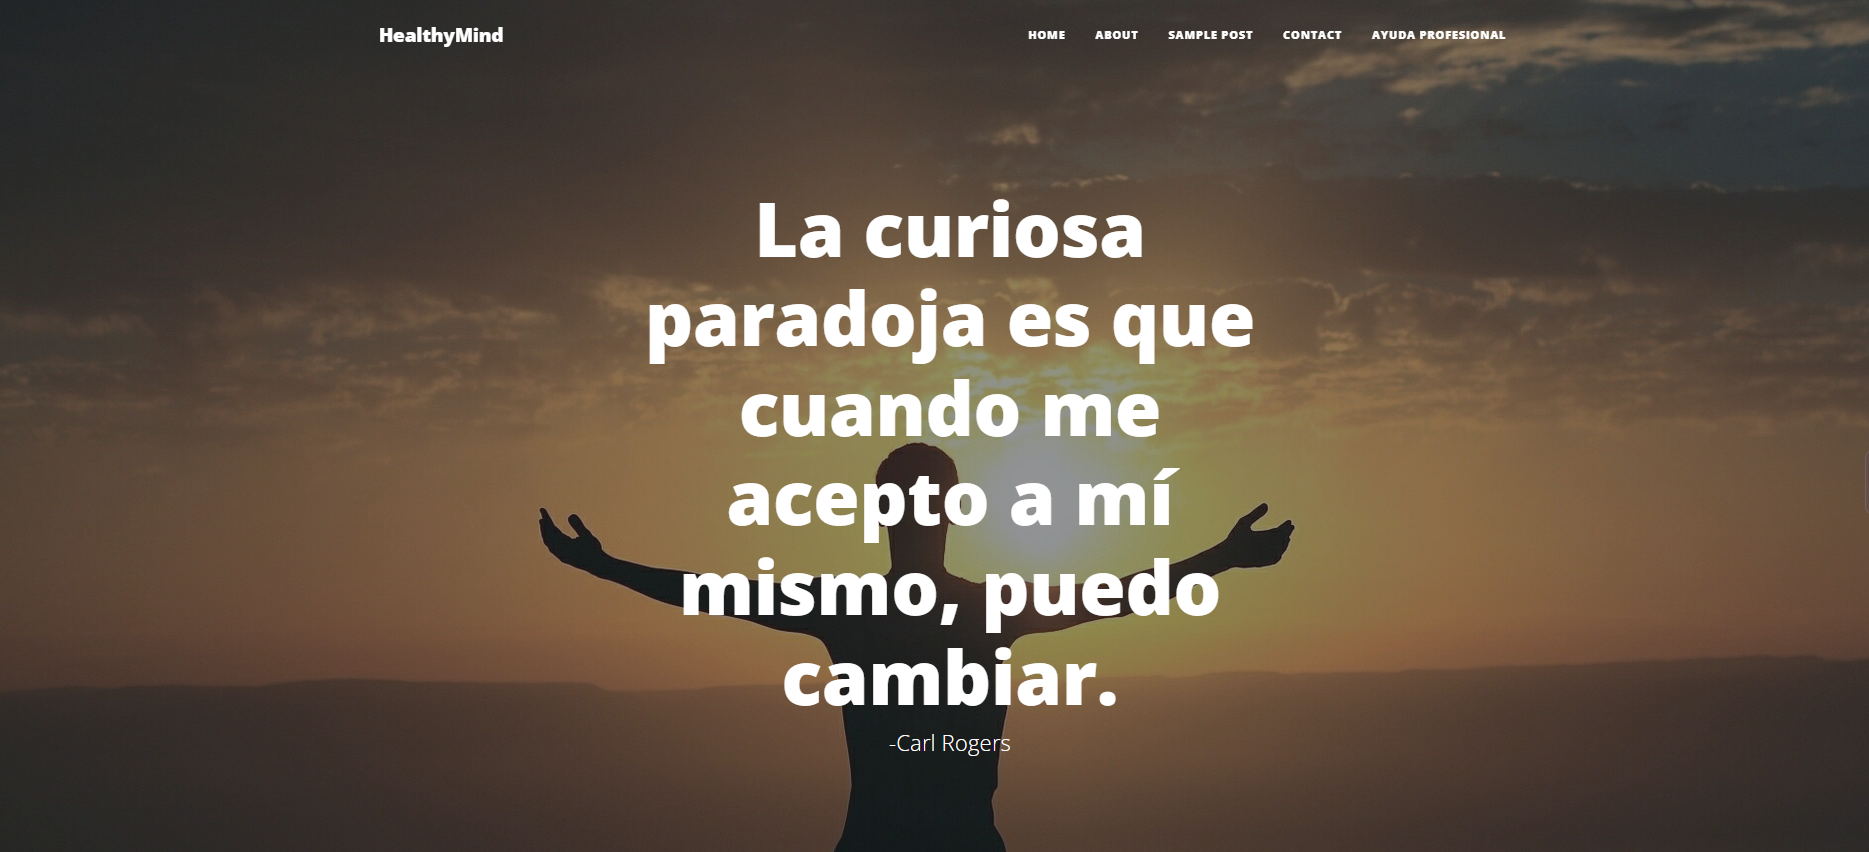 HealthyMind
HOME ABOUT SAMPLE POST CONTACT AYUDA PROFESIONAL
La curiosa
paradoja es que
cuando me
acepto a mí
mismo, puedo
cambiar.
-Carl Rogers